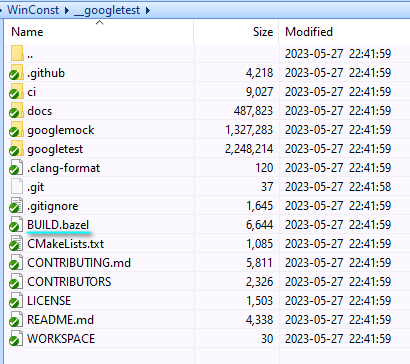 WinConst __googletest
Name Size Modified
.. 2023-05-27 22:41:59
.github 4,218 2023-05-27 22:41:59
ci 9,027 2023-05-27 22:41:59
docs 487,823 2023-05-27 22:41:59
googlemock 1,327,283 2023-05-27 22:41:59
googletest 2,248,214 2023-05-27 22:41:59
.clang-format 120 2023-05-27 22:41:59
.git 37 2023-05-27 22:41:58
.gitignore 1,645 2023-05-27 22:41:59
BUILD.bazel 6,644 2023-05-27 22:41:59
CMakeLists.txt 1,085 2023-05-27 22:41:59
CONTRIBUTING.md 5,811 2023-05-27 22:41:59
CONTRIBUTORS 2,326 2023-05-27 22:41:59
LICENSE 1,503 2023-05-27 22:41:59
README.md 4,338 2023-05-27 22:41:59
WORKSPACE 30 2023-05-27 22:41:59